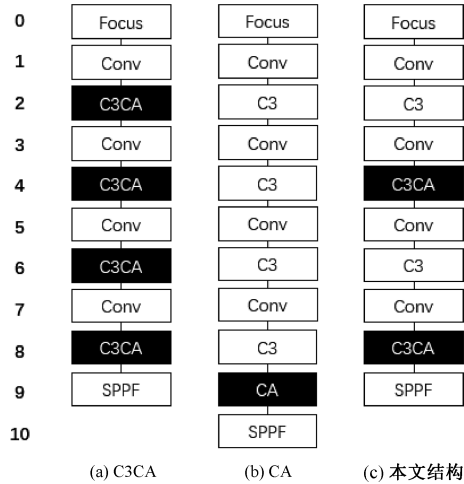 0 Focus Focus Focus
1 Conv Conv Conv
2 C3CA C3 C3
3 Conv Conv Conv
4 C3CA C3 C3CA
5 Conv Conv Conv
6 C3CA C3 C3
7 Conv Conv Conv
8 C3CA C3 C3CA
9 SPPF CA SPPF
10 SPPF
(a) C3CA (b) CA (c) 本文结构